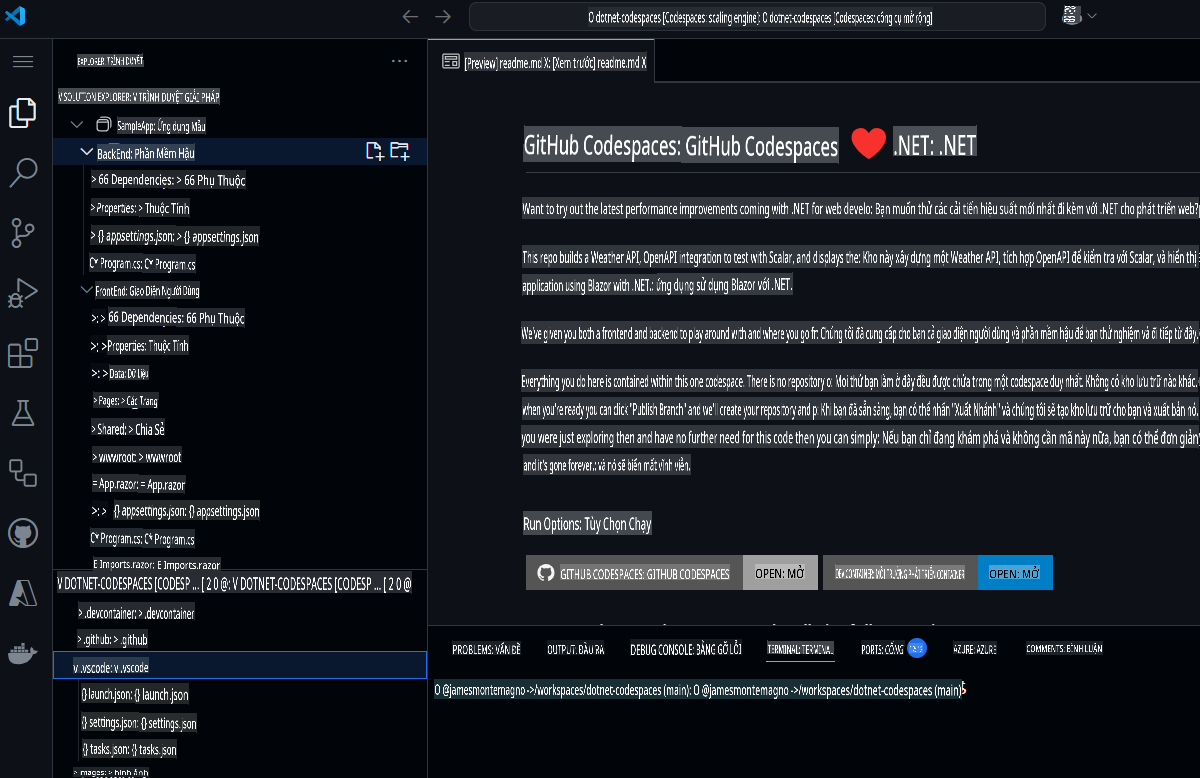 O dotnet-codespaces [Codespaces: scaling engine]: O dotnet-codespaces [Codespaces: công cụ mở rộng]
EXPLORER: TRÌNH DUYỆT
[Preview] readme.md X: [Xem trước] readme.md X
V SOLUTION EXPLORER: V TRÌNH DUYỆT GIẢI PHÁP
SampleApp: Ứng dụng Mẫu
BackEnd: Phần Mềm Hậu
> 66 Dependencies: > 66 Phụ Thuộc
>Properties: > Thuộc Tính
> {} appsettings.json: > {} appsettings.json
C* Program.cs: C* Program.cs
FrontEnd: Giao Diện Người Dùng
>: > 66 Dependencies: 66 Phụ Thuộc
>: >Properties: Thuộc Tính
>: > Data: Dữ Liệu
> Pages: > Các Trang
> Shared: > Chia Sẻ
> wwwroot: > wwwroot
= App.razor: = App.razor
>: > {} appsettings.json: {} appsettings.json
C* Program.cs: C* Program.cs
E Imports.razor: E Imports.razor
V DOTNET-CODESPACES [CODESP ... [ 2 0 @: V DOTNET-CODESPACES [CODESP ... [ 2 0 @
> .devcontainer: > .devcontainer
> .github: > .github
v .vscode: v .vscode
{} launch.json: {} launch.json
{} settings.json: {} settings.json
{} tasks.json: {} tasks.json
> mages: > hình ảnh
GitHub Codespaces: GitHub Codespaces ❤️ .NET: .NET
Want to try out the latest performance improvements coming with .NET for web develo: Bạn muốn thử các cải tiến hiệu suất mới nhất đi kèm với .NET cho phát triển web?
This repo builds a Weather API, OpenAPI integration to test with Scalar, and displays the: Kho này xây dựng một Weather API, tích hợp OpenAPI để kiểm tra với Scalar, và hiển thị
application using Blazor with .NET.: ứng dụng sử dụng Blazor với .NET.
We've given you both a frontend and backend to play around with and where you go fr: Chúng tôi đã cung cấp cho bạn cả giao diện người dùng và phần mềm hậu để bạn thử nghiệm và đi tiếp từ đây.
Everything you do here is contained within this one codespace. There is no repository o: Mọi thứ bạn làm ở đây đều được chứa trong một codespace duy nhất. Không có kho lưu trữ nào khác.
when you're ready you can click "Publish Branch" and we'll create your repository and p: Khi bạn đã sẵn sàng, bạn có thể nhấn "Xuất Nhánh" và chúng tôi sẽ tạo kho lưu trữ cho bạn và xuất bản nó.
you were just exploring then and have no further need for this code then you can simply: Nếu bạn chỉ đang khám phá và không cần mã này nữa, bạn có thể đơn giản
and it's gone forever.: và nó sẽ biến mất vĩnh viễn.
Run Options: Tùy Chọn Chạy
GITHUB CODESPACES: GITHUB CODESPACES OPEN: MỞ DEV CONTAINER: MÔI TRƯỜNG PHÁT TRIỂN CONTAINER OPEN: MỞ
PROBLEMS: VẤN ĐỀ OUTPUT: ĐẦU RA DEBUG CONSOLE: BẢNG GỠ LỖI TERMINAL: TERMINAL PORTS: CỔNG AZURE: AZURE COMMENTS: BÌNH LUẬN
O @jamesmontemagno ->/workspaces/dotnet-codespaces (main): O @jamesmontemagno ->/workspaces/dotnet-codespaces (main)